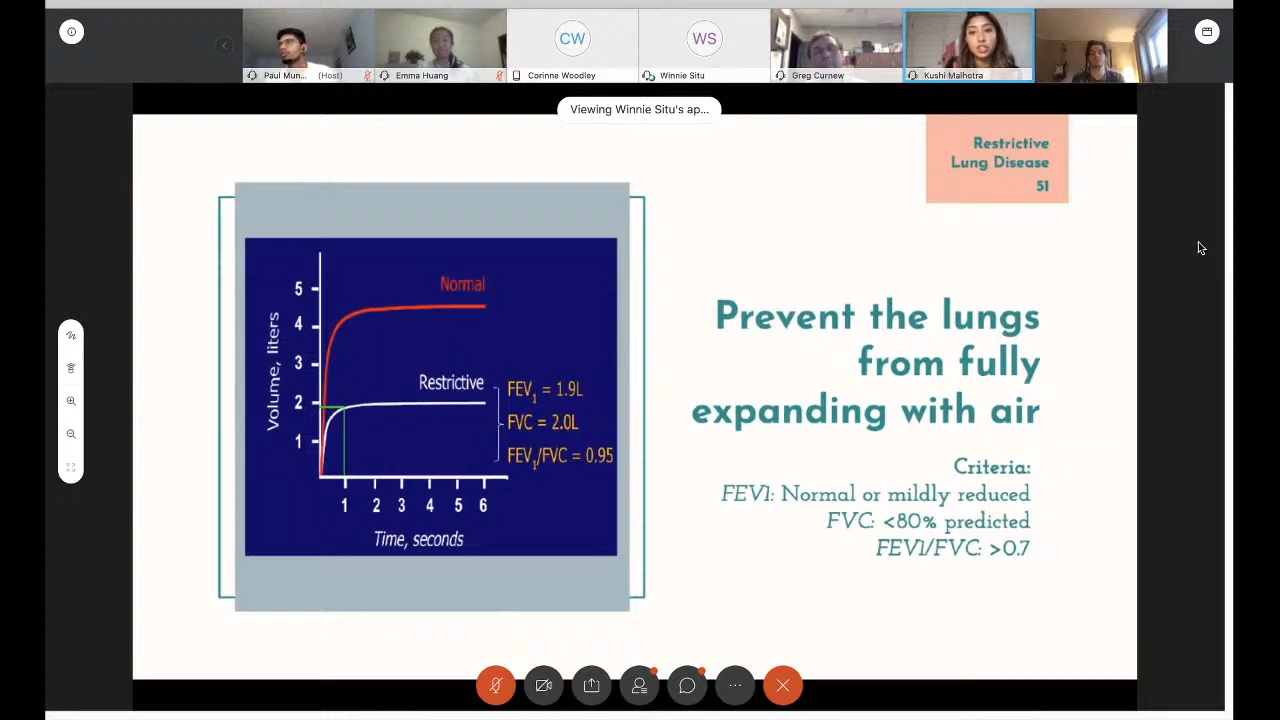 CW
WS
Paul Mun... (Host)
Emma Huang
Corinne Woodley
Winnie Situ
Greg Curnew
Kushi Malhotra
Viewing Winnie Situ's ap...
Restrictive
Lung Disease
51
Normal
Restrictive
Volume, liters
5
4
3
2
1
FEV1 = 1.9L
FVC = 2.0L
FEV1/FVC = 0.95
1 2 3 4 5 6
Time, seconds
Prevent the lungs
from fully
expanding with air
Criteria:
FEV1: Normal or mildly reduced
FVC: <80% predicted
FEV1/FVC: >0.7